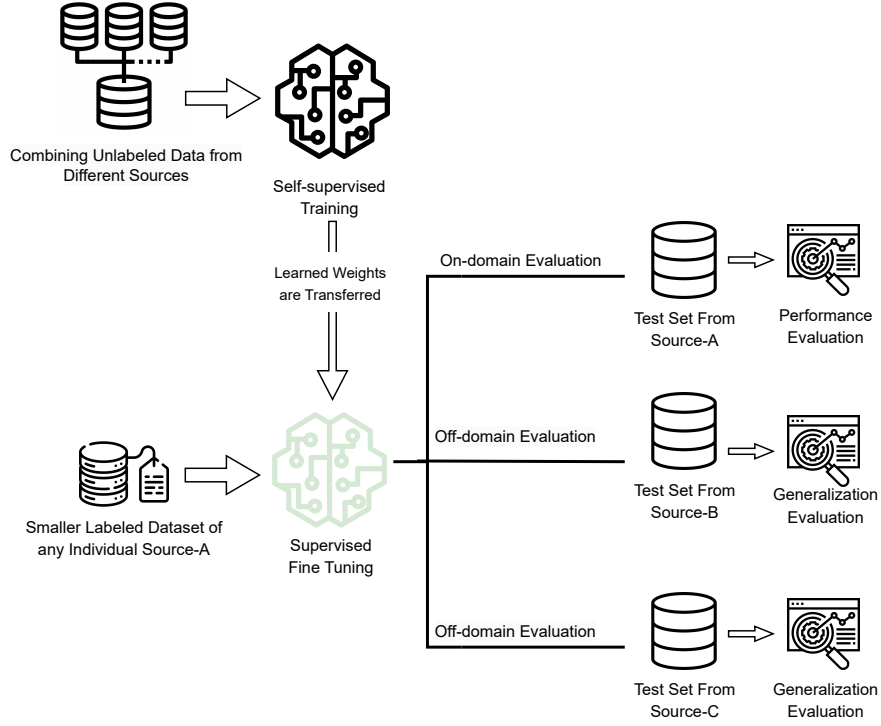 Combining Unlabeled Data from
Different Sources
Self-supervised
Training
Learned Weights
are Transferred
Smaller Labeled Dataset of
any Individual Source-A
Supervised
Fine Tuning
On-domain Evaluation
Test Set From
Source-A
Performance
Evaluation
Off-domain Evaluation
Test Set From
Source-B
Generalization
Evaluation
Off-domain Evaluation
Test Set From
Source-C
Generalization
Evaluation